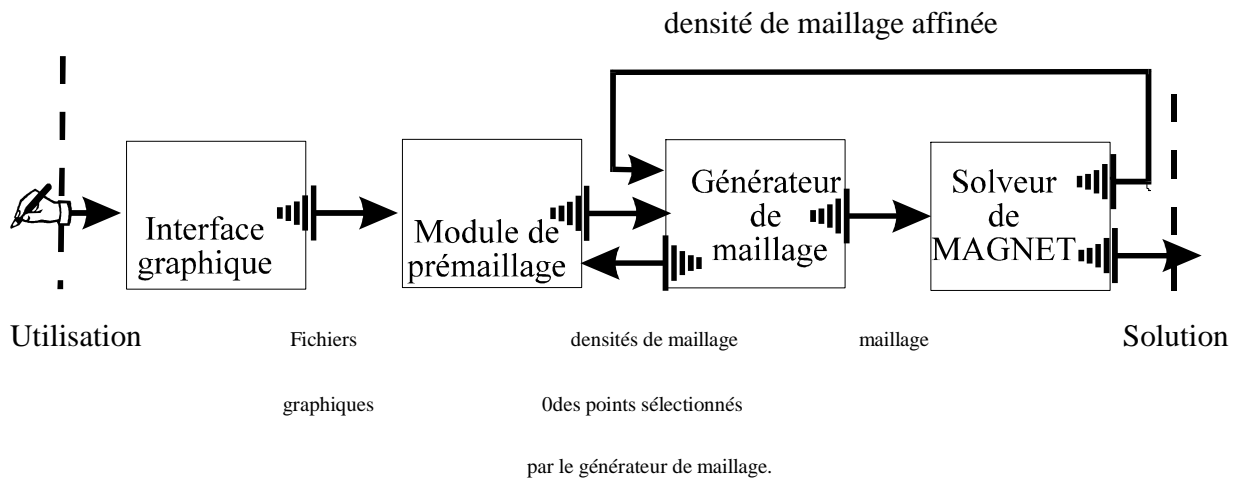 densité de maillage affinée
Interface
graphique
Module de
prémaillage
Générateur
de
maillage
Solveur
de
MAGNET
Utilisation
Fichiers
graphiques
densités de maillage
0des points sélectionnés
par le générateur de maillage.
maillage
Solution